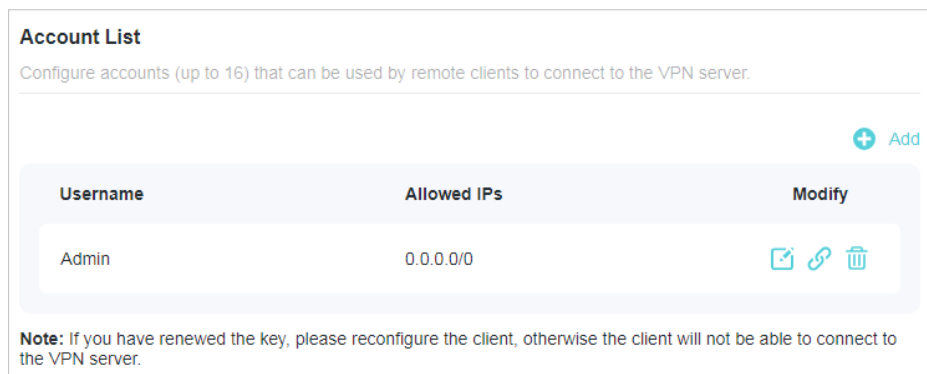 Account List
Configure accounts (up to 16) that can be used by remote clients to connect to the VPN server.
Add
Username Allowed IPs Modify
Admin 0.0.0.0/0
Note: If you have renewed the key, please reconfigure the client, otherwise the client will not be able to connect to
the VPN server.